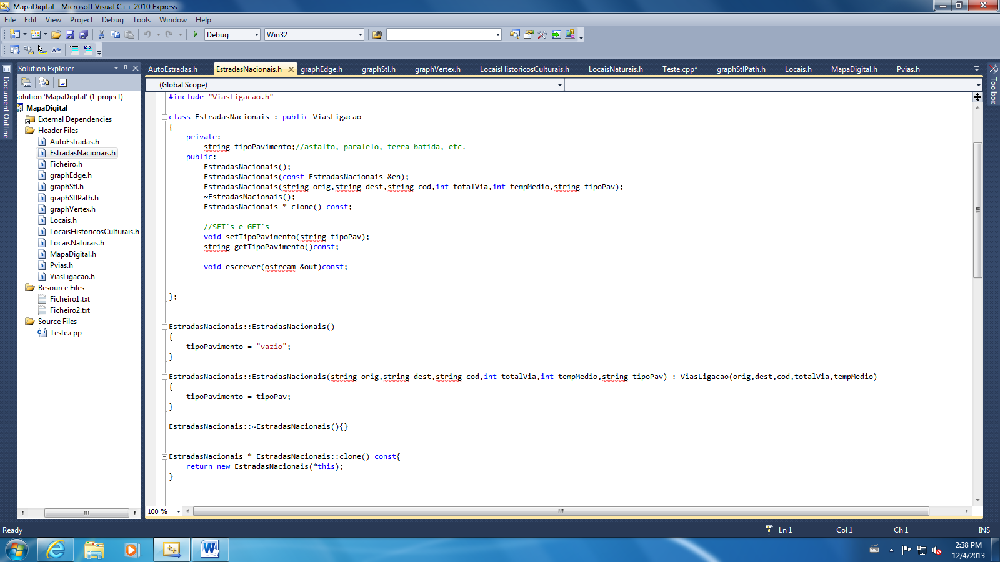 MapaDigital - Microsoft Visual C++ 2010 Express
File Edit View Project Debug Tools Window Help
Debug Win32
Solution Explorer
AutoEstradas.h EstradasNacionais.h graphEdge.h graphStl.h graphVertex.h LocaisHistoricosCulturais.h LocaisNaturais.h Teste.cpp* graphStlPath.h Locais.h MapaDigital.h Pvias.h
Document Outline
Toolbox
(Global Scope)
olution 'MapaDigital' (1 project)
MapaDigital
External Dependencies
Header Files
AutoEstradas.h
EstradasNacionais.h
Ficheiro.h
graphEdge.h
graphStl.h
graphStlPath.h
graphVertex.h
Locais.h
LocaisHistoricosCulturais.h
LocaisNaturais.h
MapaDigital.h
Pvias.h
ViasLigacao.h
Resource Files
Ficheiro1.txt
Ficheiro2.txt
Source Files
Teste.cpp
#include "ViasLigacao.h"
class EstradasNacionais : public ViasLigacao
{
private:
string tipoPavimento;//asfalto, paralelo, terra batida, etc.
public:
EstradasNacionais();
EstradasNacionais(const EstradasNacionais &en);
EstradasNacionais(string orig,string dest,string cod,int totalVia,int tempMedio,string tipoPav);
~EstradasNacionais();
EstradasNacionais * clone() const;
//SET's e GET's
void setTipoPavimento(string tipoPav);
string getTipoPavimento()const;
void escrever(ostream &out)const;
};
EstradasNacionais::EstradasNacionais()
{
tipoPavimento = "vazio";
}
EstradasNacionais::EstradasNacionais(string orig,string dest,string cod,int totalVia,int tempMedio,string tipoPav) : ViasLigacao(orig,dest,cod,totalVia,tempMedio)
{
tipoPavimento = tipoPav;
}
EstradasNacionais::~EstradasNacionais(){}
EstradasNacionais * EstradasNacionais::clone() const{
return new EstradasNacionais(*this);
}
100 %
Ready Ln 1 Col 1 Ch 1 INS
2:38 PM
12/4/2013